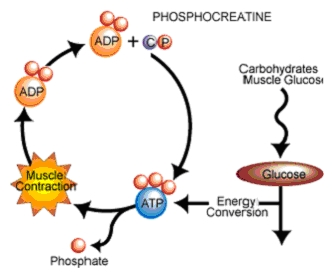 PHOSPHOCREATINE
ADP + C P
ADP
Carbohydrates
Muscle Glucose
Muscle
Contraction
ATP
Energy
Conversion
Glucose
Phosphate